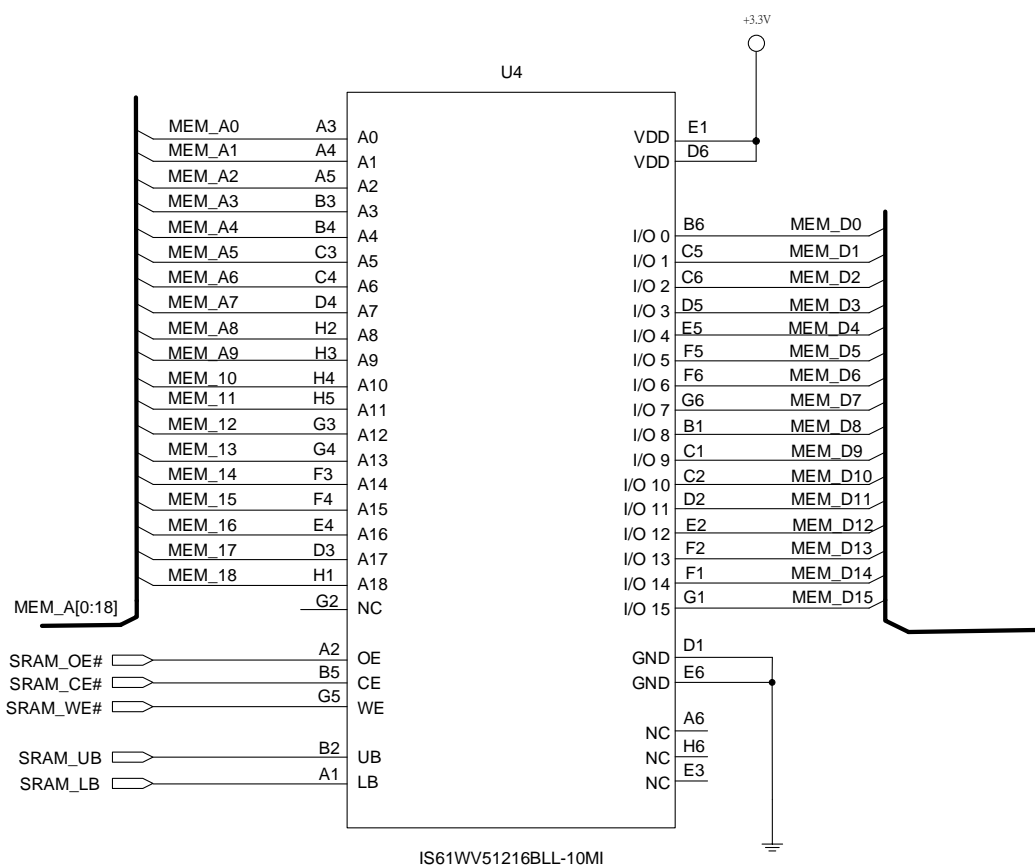 +3.3V
U4
MEM_A0 A3 A0
MEM_A1 A4 A1
MEM_A2 A5 A2
MEM_A3 B3 A3
MEM_A4 B4 A4
MEM_A5 C3 A5
MEM_A6 C4 A6
MEM_A7 D4 A7
MEM_A8 H2 A8
MEM_A9 H3 A9
MEM_10 H4 A10
MEM_11 H5 A11
MEM_12 G3 A12
MEM_13 G4 A13
MEM_14 F3 A14
MEM_15 F4 A15
MEM_16 E4 A16
MEM_17 D3 A17
MEM_18 H1 A18
G2 NC
MEM_A[0:18]
SRAM_OE# A2 OE
SRAM_CE# B5 CE
SRAM_WE# G5 WE
SRAM_UB B2 UB
SRAM_LB A1 LB
VDD E1
VDD D6
I/O 0 B6 MEM_D0
I/O 1 C5 MEM_D1
I/O 2 C6 MEM_D2
I/O 3 D5 MEM_D3
I/O 4 E5 MEM_D4
I/O 5 F5 MEM_D5
I/O 6 F6 MEM_D6
I/O 7 G6 MEM_D7
I/O 8 B1 MEM_D8
I/O 9 C1 MEM_D9
I/O 10 C2 MEM_D10
I/O 11 D2 MEM_D11
I/O 12 E2 MEM_D12
I/O 13 F2 MEM_D13
I/O 14 F1 MEM_D14
I/O 15 G1 MEM_D15
GND D1
GND E6
NC A6
NC H6
NC E3
IS61WV51216BLL-10MI